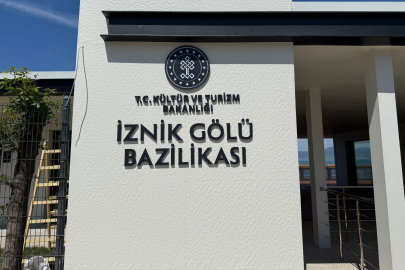 T.C. KÜLTÜR VE TURİZM
BAKANLIĞI
İZNİK GÖLÜ
BAZİLİKASI